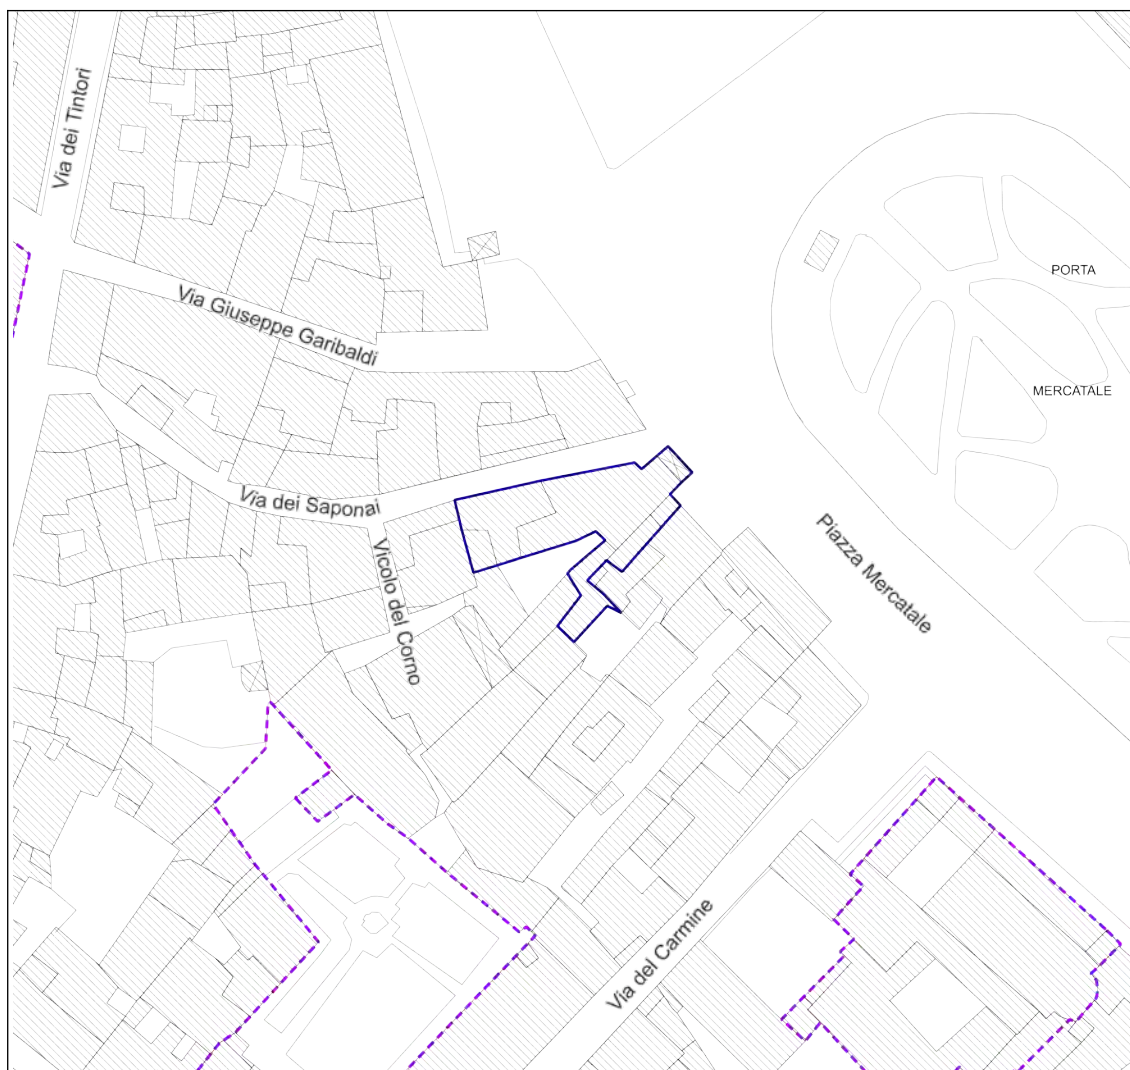 Via dei Tintori
PORTA
Via Giuseppe Garibaldi
MERCATALE
Via dei Saponai
Piazza Mercatale
Vicolo del Corno
Via del Carmine